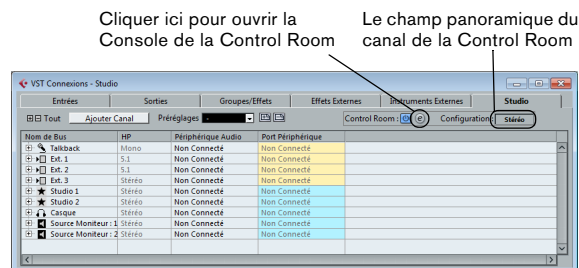 Cliquer ici pour ouvrir la
Console de la Control Room
Le champ panoramique du
canal de la Control Room
VST Connexions - Studio
Entrées Sorties Groupes/Effets Effets Externes Instruments Externes Studio
Tout Ajouter Canal Préréglages - Control Room : e Configuration : Stéréo
Nom de Bus HP Périphérique Audio Port Périphérique
Talkback Mono Non Connecté Non Connecté
Ext. 1 5.1 Non Connecté Non Connecté
Ext. 2 5.1 Non Connecté Non Connecté
Ext. 3 Stéréo Non Connecté Non Connecté
Studio 1 Stéréo Non Connecté Non Connecté
Studio 2 Stéréo Non Connecté Non Connecté
Casque Stéréo Non Connecté Non Connecté
Source Moniteur : 1 Stéréo Non Connecté Non Connecté
Source Moniteur : 2 Stéréo Non Connecté Non Connecté